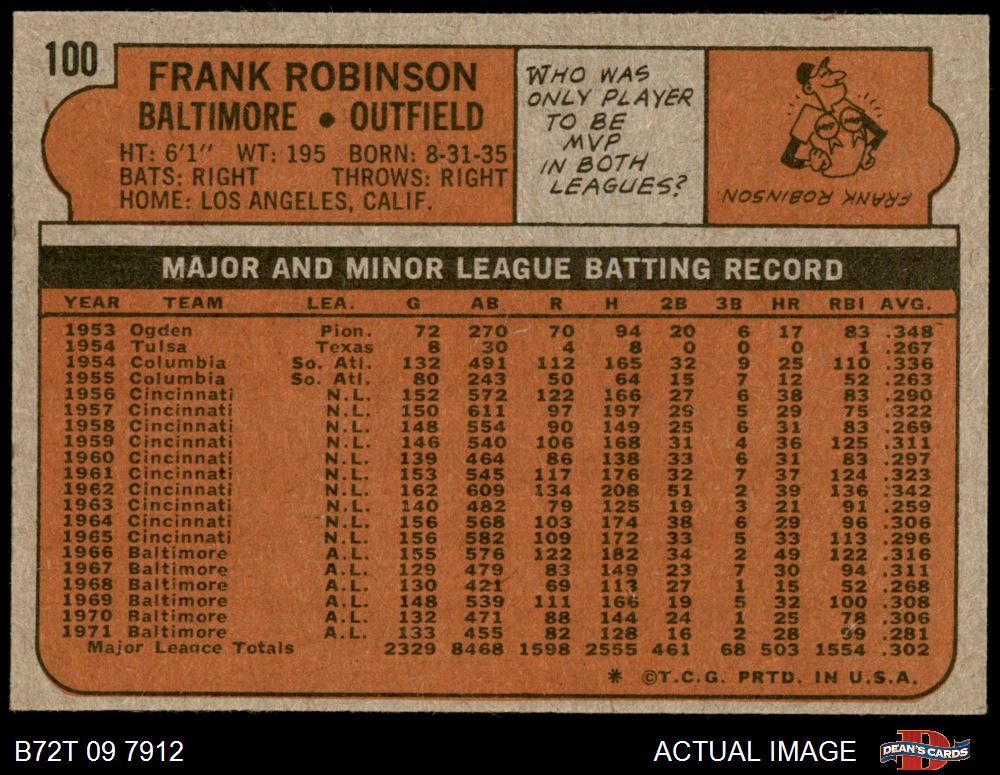 100
FRANK ROBINSON
BALTIMORE • OUTFIELD
HT: 6'1" WT: 195 BORN: 8-31-35
BATS: RIGHT THROWS: RIGHT
HOME: LOS ANGELES, CALIF.
WHO WAS
ONLY PLAYER
TO BE
MVP
IN BOTH
LEAGUES?
FRANK ROBINSON
MAJOR AND MINOR LEAGUE BATTING RECORD
YEAR TEAM LEA. G AB R H 2B 3B HR RBI AVG.
1953 Ogden Pion. 72 270 70 94 20 6 17 83 .348
1954 Tulsa Texas 8 30 4 8 0 0 0 1 .267
1954 Columbia So. Atl. 132 491 112 165 32 9 25 110 .336
1955 Columbia So. Atl. 80 243 50 64 15 7 12 52 .263
1956 Cincinnati N.L. 152 572 122 166 27 6 38 83 .290
1957 Cincinnati N.L. 150 611 97 197 29 5 29 75 .322
1958 Cincinnati N.L. 148 554 90 149 25 6 31 83 .269
1959 Cincinnati N.L. 146 540 106 168 31 4 36 125 .311
1960 Cincinnati N.L. 139 464 86 138 33 6 31 83 .297
1961 Cincinnati N.L. 153 545 117 176 32 7 37 124 .323
1962 Cincinnati N.L. 162 609 134 208 51 2 39 136 .342
1963 Cincinnati N.L. 140 482 79 125 19 3 21 91 .259
1964 Cincinnati N.L. 156 568 103 174 38 6 29 96 .306
1965 Cincinnati N.L. 156 582 109 172 33 5 33 113 .296
1966 Baltimore A.L. 155 576 122 182 34 2 49 122 .316
1967 Baltimore A.L. 129 479 83 149 23 7 30 94 .311
1968 Baltimore A.L. 130 421 69 113 27 1 15 52 .268
1969 Baltimore A.L. 148 539 111 166 19 5 32 100 .308
1970 Baltimore A.L. 132 471 88 144 24 1 25 78 .306
1971 Baltimore A.L. 133 455 82 128 16 2 28 99 .281
Major League Totals 2329 8468 1598 2555 461 68 503 1554 .302
* ©T.C.G. PRTD. IN U.S.A.
B72T 09 7912 ACTUAL IMAGE DEAN'S CARDS